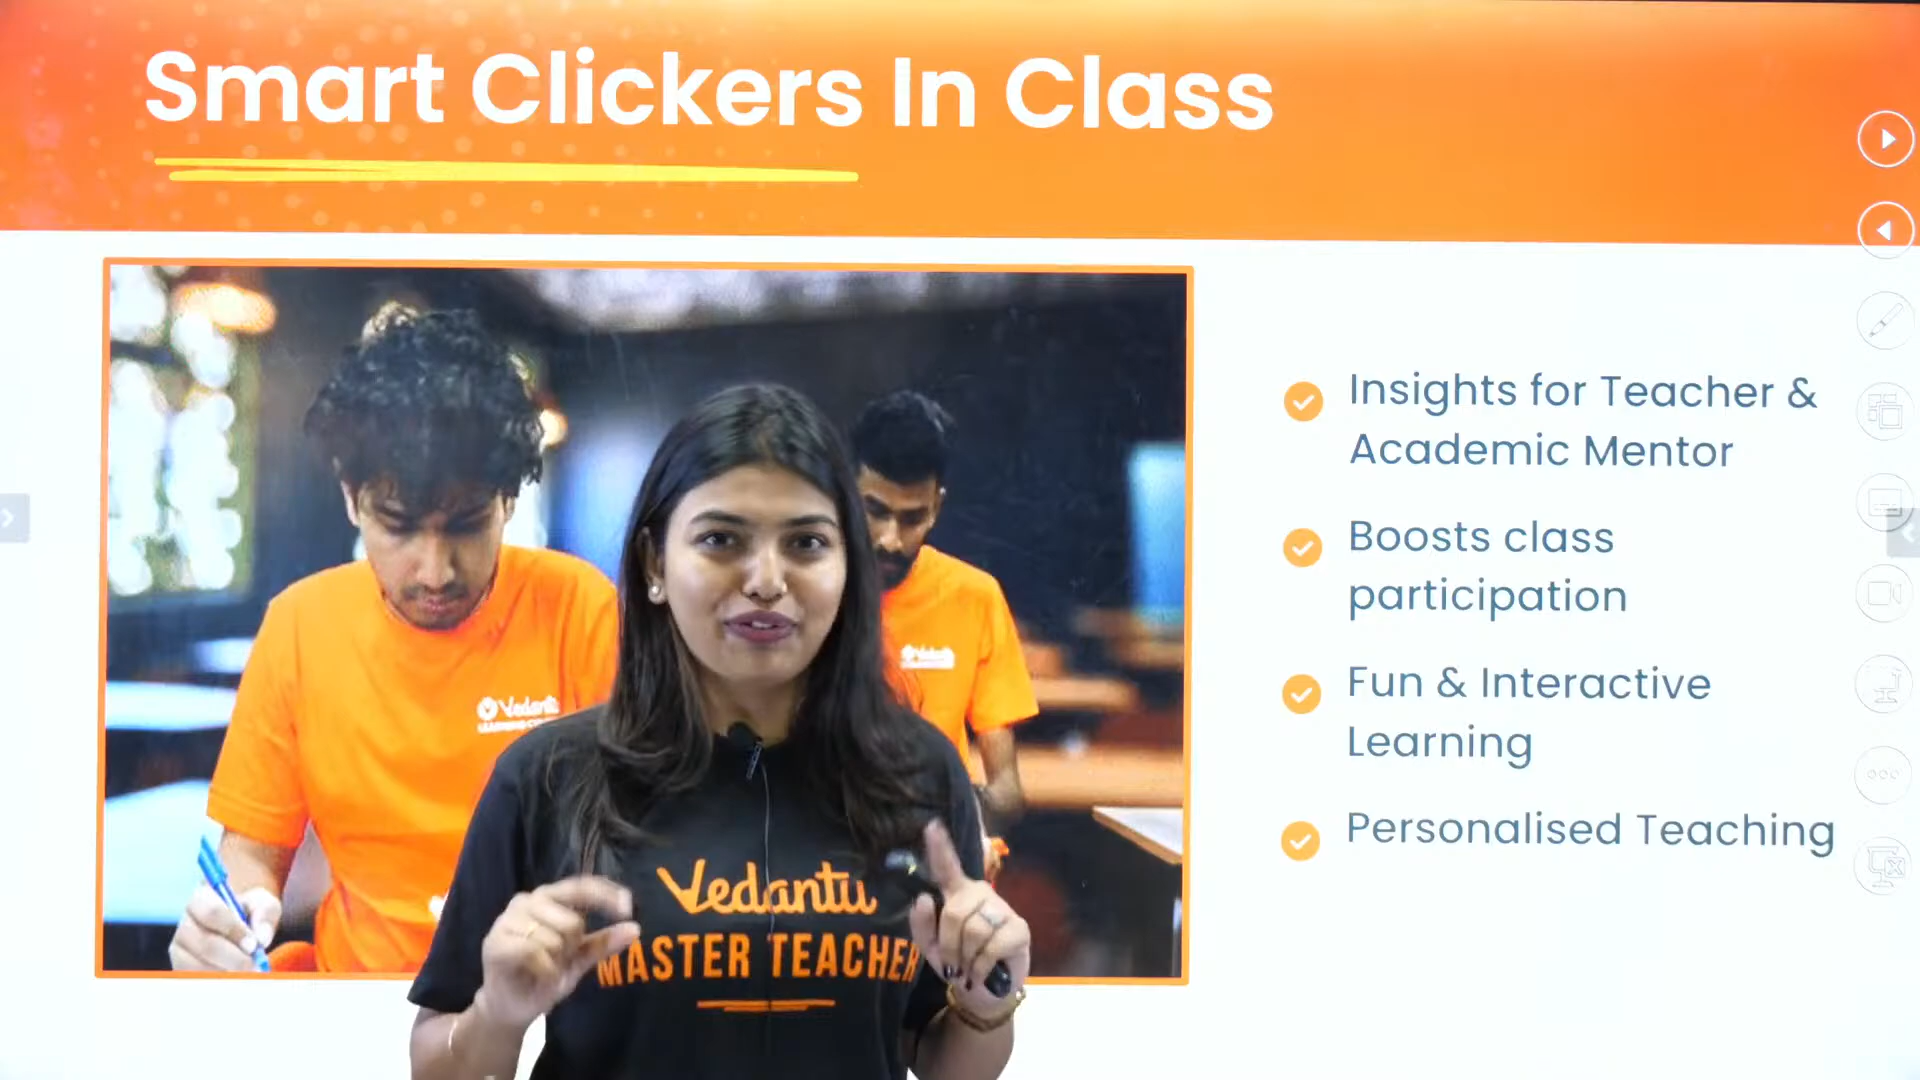 Smart Clickers In Class
Insights for Teacher &
Academic Mentor
Boosts class
participation
Fun & Interactive
Learning
Personalised Teaching
Vedantu
Vedantu
Vedantu
MASTER TEACHER